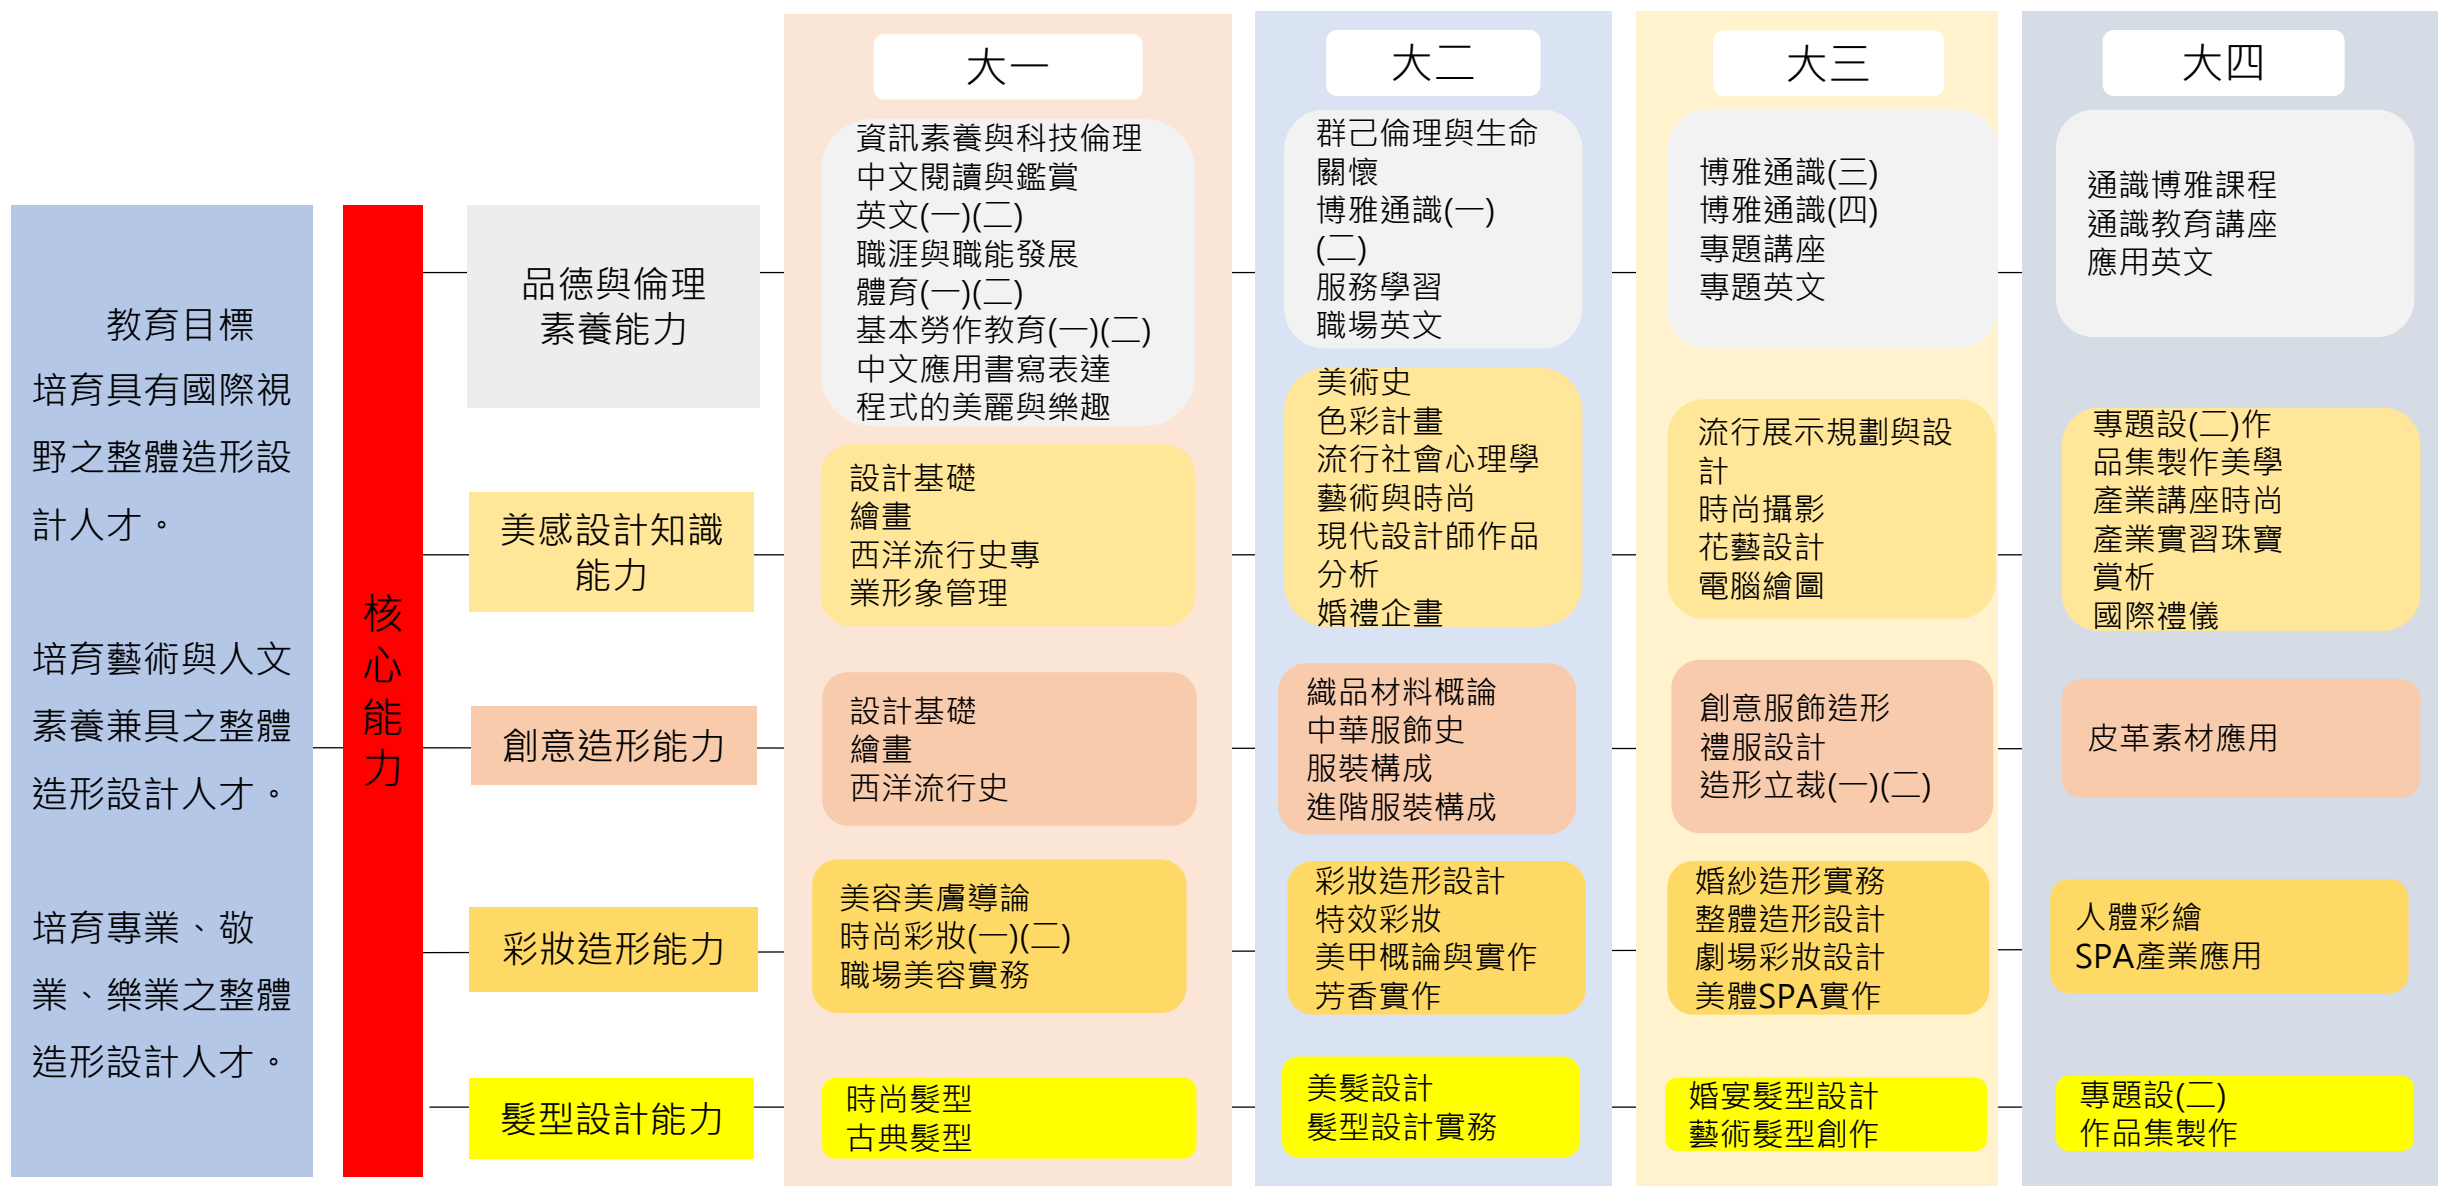 教育目標
培育具有國際視
野之整體造形設
計人才。
培育藝術與人文
素養兼具之整體
造形設計人才。
培育專業、敬
業、樂業之整體
造形設計人才。
核
心
能
力
品德與倫理
素養能力
美感設計知識
能力
創意造形能力
彩妝造形能力
髮型設計能力
大一
資訊素養與科技倫理
中文閱讀與鑑賞
英文(一)(二)
職涯與職能發展
體育(一)(二)
基本勞作教育(一)(二)
中文應用書寫表達
程式的美麗與樂趣
設計基礎
繪畫
西洋流行史專
業形象管理
設計基礎
繪畫
西洋流行史
美容美膚導論
時尚彩妝(一)(二)
職場美容實務
時尚髮型
古典髮型
大二
群己倫理與生命
關懷
博雅通識(一)
(二)
服務學習
職場英文
美術史
色彩計畫
流行社會心理學
藝術與時尚
現代設計師作品
分析
婚禮企畫
織品材料概論
中華服飾史
服裝構成
進階服裝構成
彩妝造形設計
特效彩妝
美甲概論與實作
芳香實作
美髮設計
髮型設計實務
大三
博雅通識(三)
博雅通識(四)
專題講座
專題英文
流行展示規劃與設
計
時尚攝影
花藝設計
電腦繪圖
創意服飾造形
禮服設計
造形立裁(一)(二)
婚紗造形實務
整體造形設計
劇場彩妝設計
美體SPA實作
婚宴髮型設計
藝術髮型創作
大四
通識博雅課程
通識教育講座
應用英文
專題設(二)作
品集製作美學
產業講座時尚
產業實習珠寶
賞析
國際禮儀
皮革素材應用
人體彩繪
SPA產業應用
專題設(二)
作品集製作